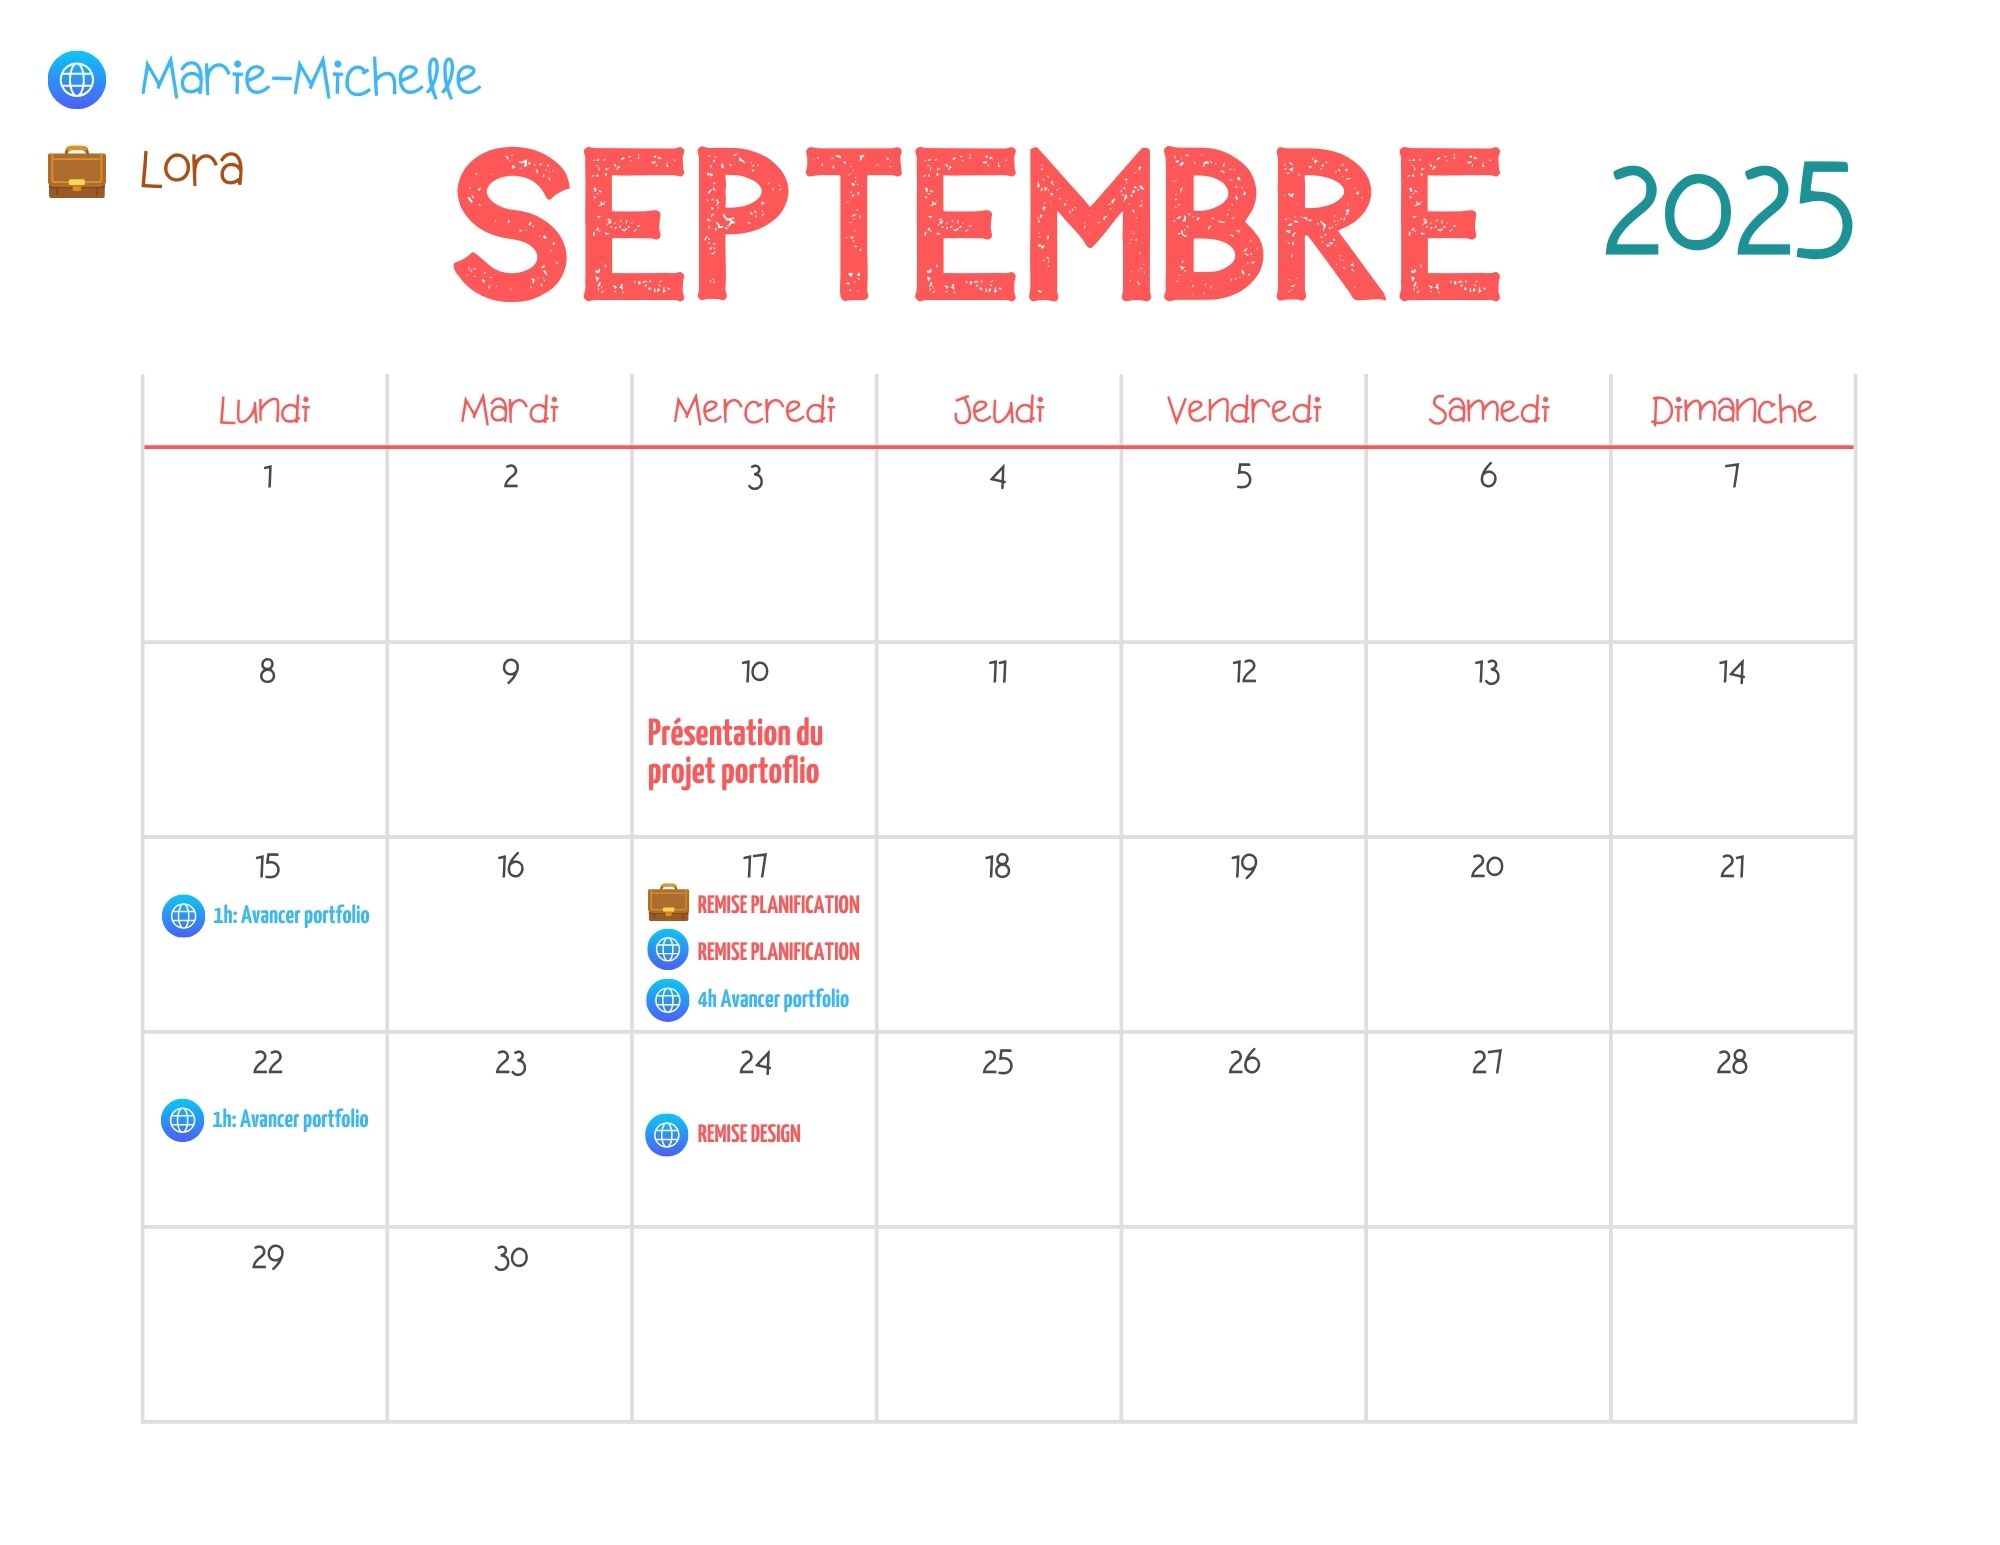 Marie-Michelle
Lora
SEPTEMBRE 2025
Lundi Mardi Mercredi Jeudi Vendredi Samedi Dimanche
1 2 3 4 5 6 7
8 9 10 11 12 13 14
Présentation du
projet portoflio
15 16 17 18 19 20 21
1h: Avancer portfolio
REMISE PLANIFICATION
REMISE PLANIFICATION
4h Avancer portfolio
22 23 24 25 26 27 28
1h: Avancer portfolio
REMISE DESIGN
29 30